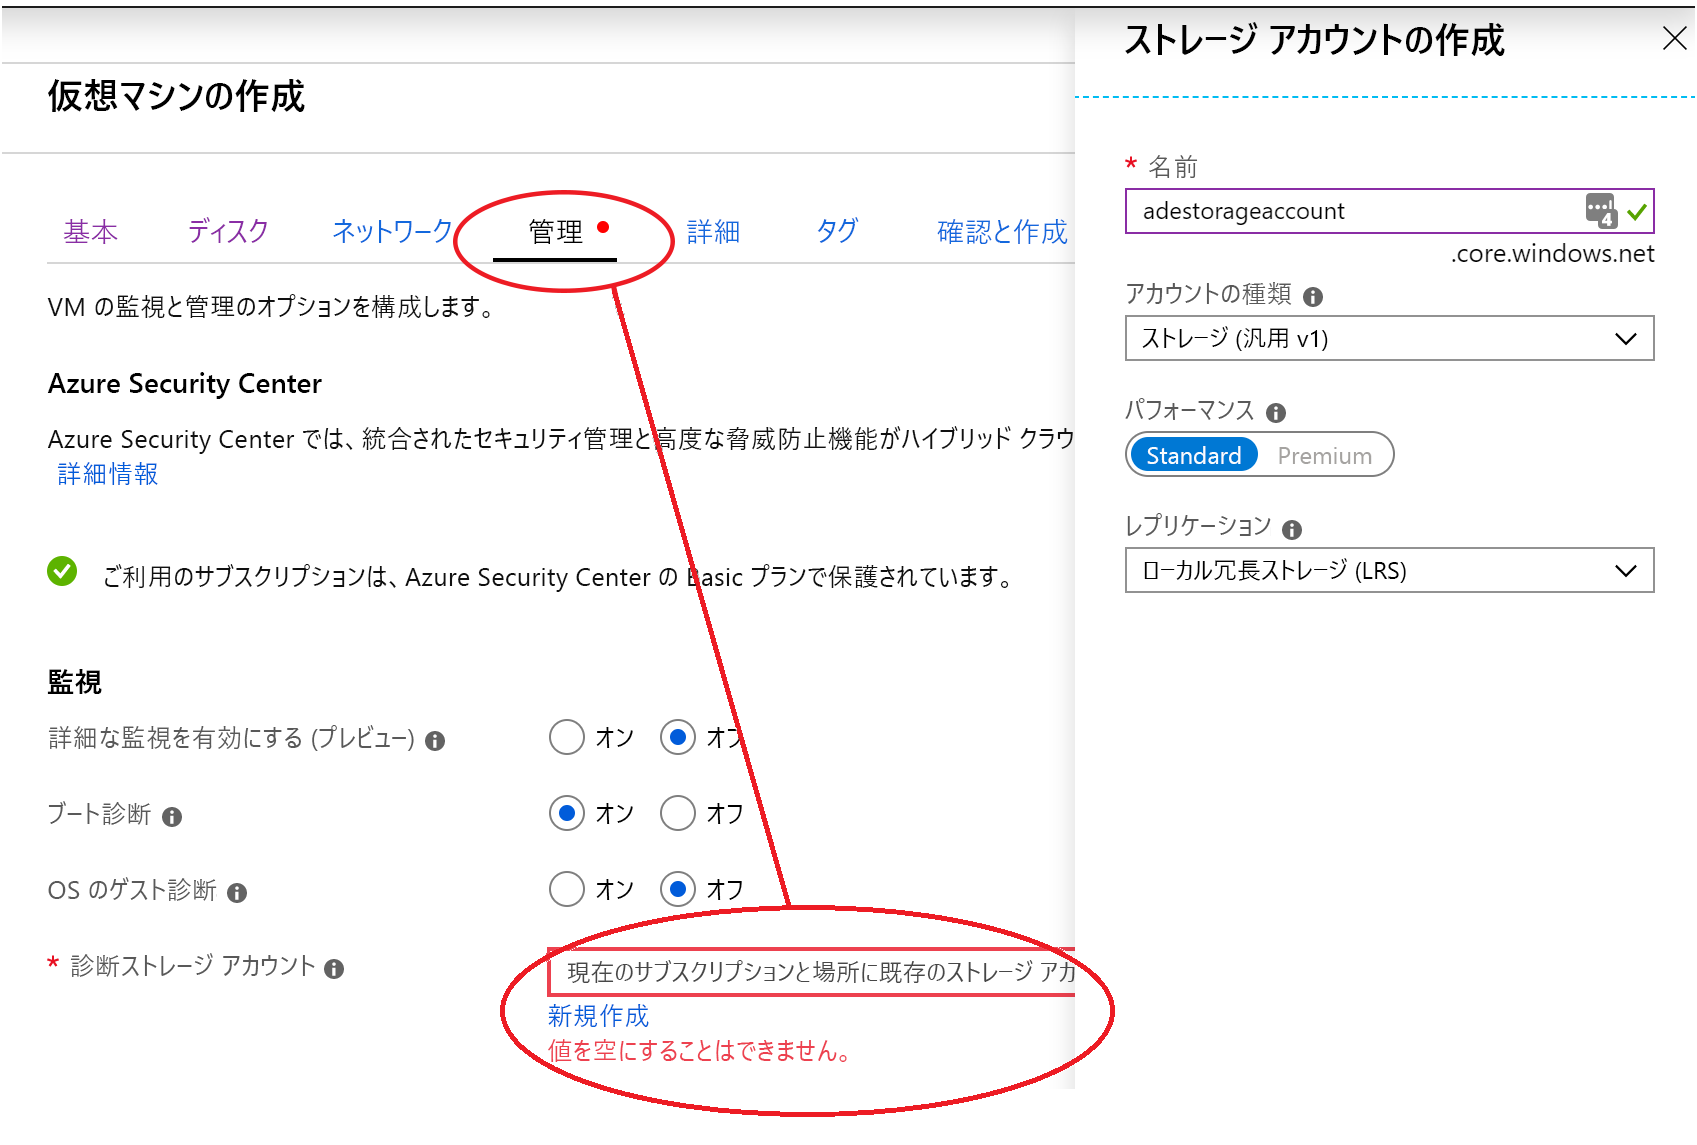 仮想マシンの作成
基本 ディスク ネットワーク 管理 詳細 タグ 確認と作成
VM の監視と管理のオプションを構成します。
Azure Security Center
Azure Security Center では、統合されたセキュリティ管理と高度な脅威防止機能がハイブリッド クラウ
詳細情報
ご利用のサブスクリプションは、Azure Security Center の Basic プランで保護されています。
監視
詳細な監視を有効にする (プレビュー) オン オフ
ブート診断 オン オフ
OS のゲスト診断 オン オフ
* 診断ストレージ アカウント
現在のサブスクリプションと場所に既存のストレージ アカ
新規作成
値を空にすることはできません。
ストレージ アカウントの作成
* 名前
adestorageaccount 4
.core.windows.net
アカウントの種類
ストレージ (汎用 v1)
パフォーマンス
Standard Premium
レプリケーション
ローカル冗長ストレージ (LRS)